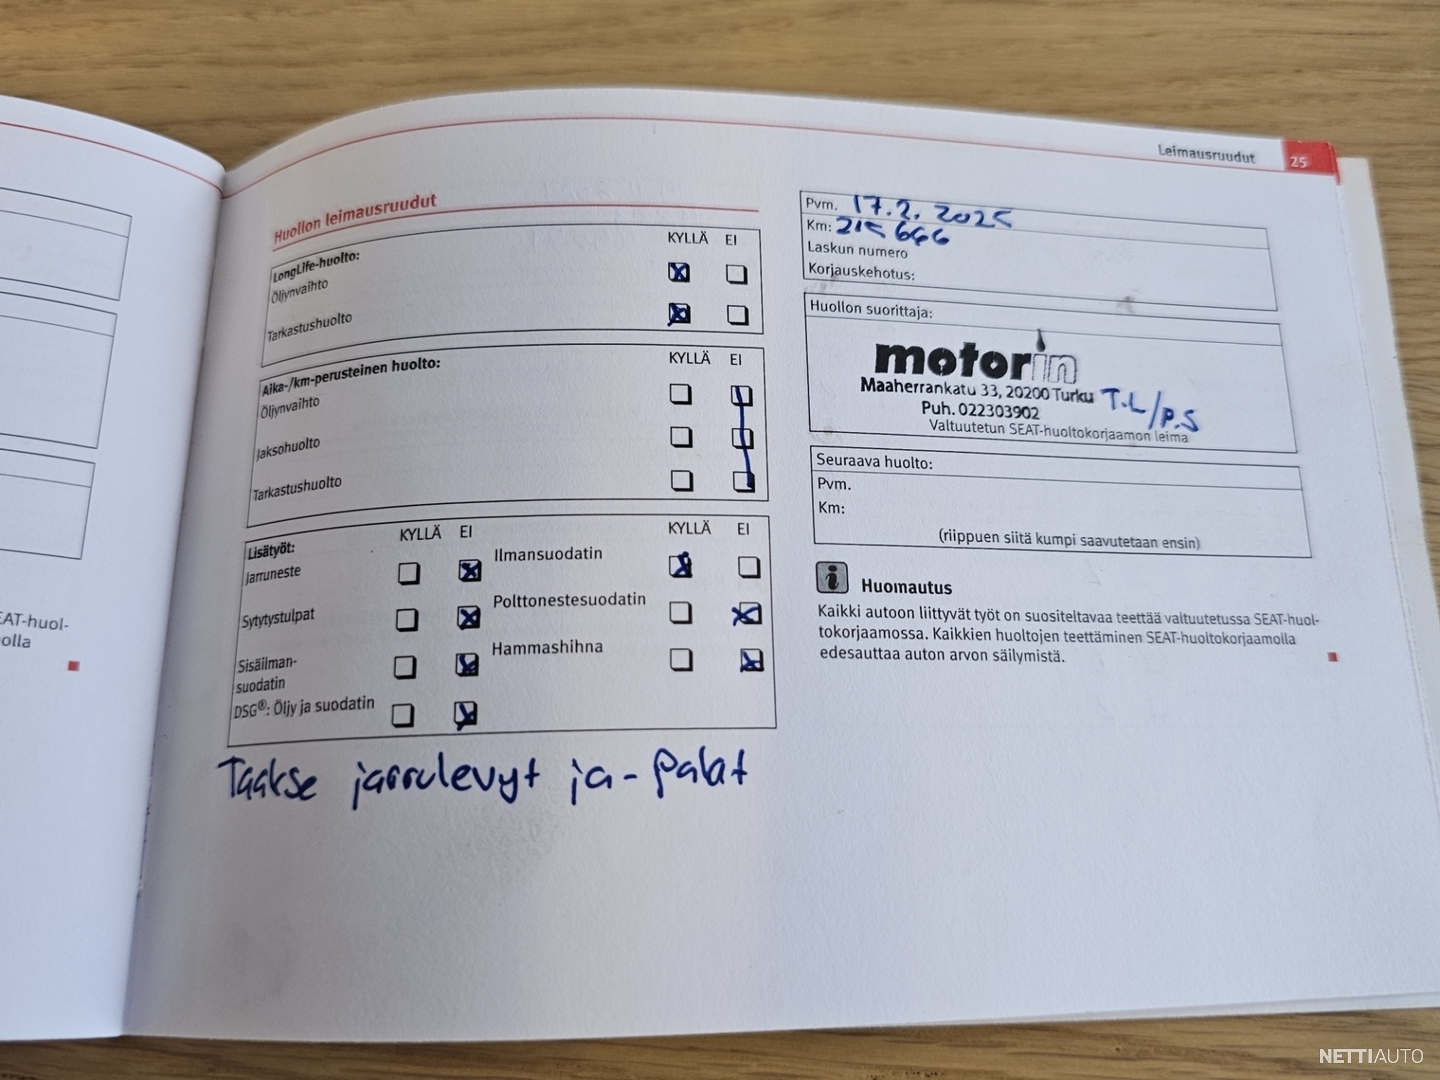 Leimausruudut 25
EAT-huol-
olla
Huollon leimausruudut
KYLLÄ EI
LongLife-huolto:
Öljynvaihto
Tarkastushuolto
KYLLÄ EI
Aika-/km-perusteinen huolto:
Öljynvaihto
Jaksohuolto
Tarkastushuolto
KYLLÄ EI KYLLÄ EI
Lisätyöt:
Jarruneste Ilmansuodatin
Sytytystulpat Polttonestesuodatin
Sisäilman-
suodatin Hammashihna
DSG®: Öljy ja suodatin
Taakse jarrulevyt ja -palat
Pvm. 17.2.2025
Km: 215 666
Laskun numero
Korjauskehotus:
Huollon suorittaja:
motorin
Maaherrankatu 33, 20200 Turku T.L/P.S
Puh. 022303902
Valtuutetun SEAT-huoltokorjaamon leima
Seuraava huolto:
Pvm.
Km:
(riippuen siitä kumpi saavutetaan ensin)
Huomautus
Kaikki autoon liittyvät työt on suositeltavaa teettää valtuutetussa SEAT-huol-
tokorjaamossa. Kaikkien huoltojen teettäminen SEAT-huoltokorjaamolla
edesauttaa auton arvon säilymistä.
NETTIAUTO